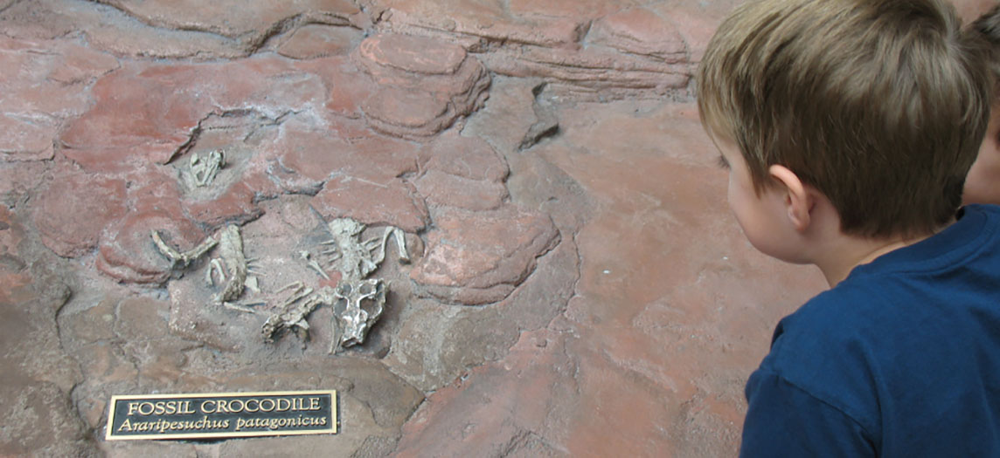 FOSSIL CROCODILE
Araripesuchus patagonicus